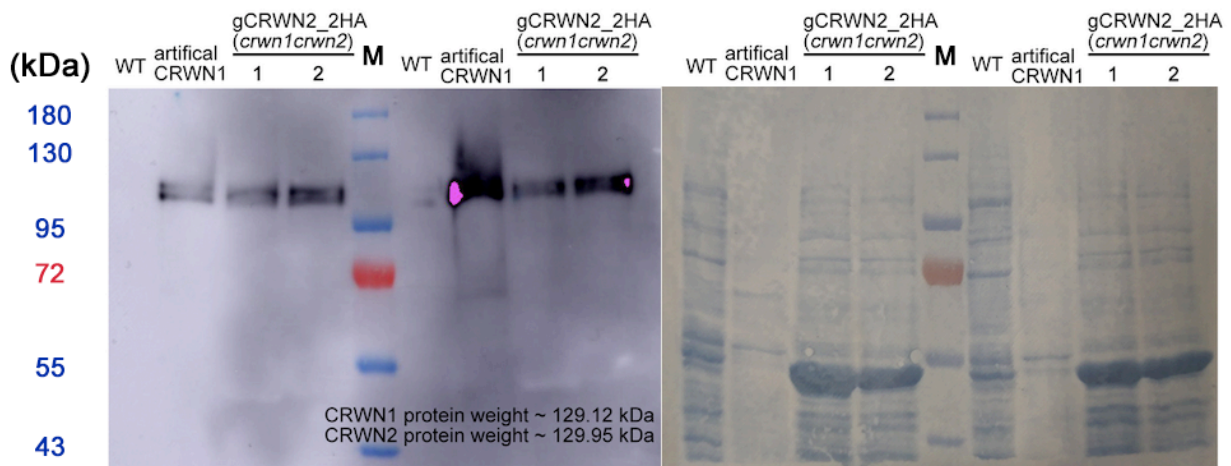 gCRWN2_2HA
(crwn1crwn2)
WT
artifical
CRWN1
1
2
M
WT
artifical
CRWN1
gCRWN2_2HA
(crwn1crwn2)
1
2
WT
artifical
CRWN1
gCRWN2_2HA
(crwn1crwn2)
1
2
M
WT
artifical
CRWN1
gCRWN2_2HA
(crwn1crwn2)
1
2
(kDa)
180
130
95
72
55
43
CRWN1 protein weight ~ 129.12 kDa
CRWN2 protein weight ~ 129.95 kDa